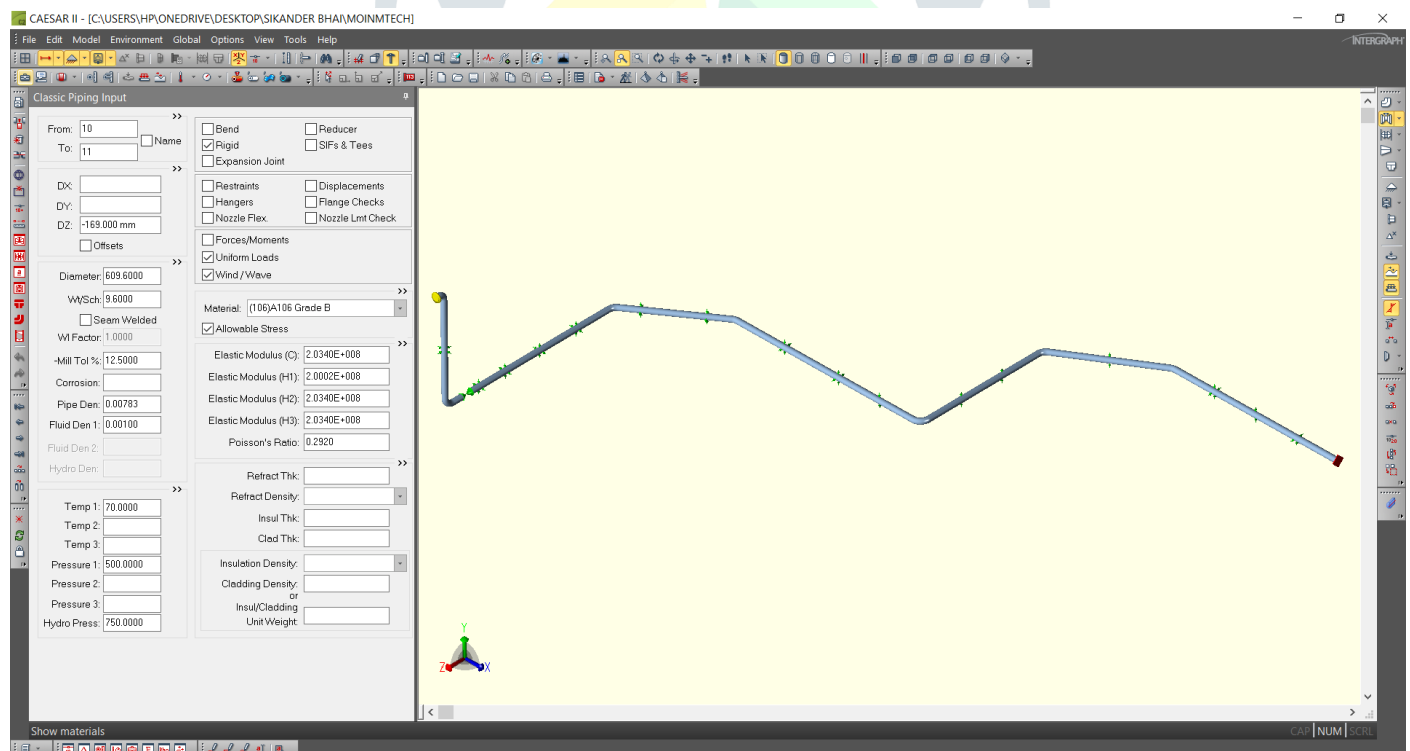 CAESAR II - [C:\USERS\HP\ONEDRIVE\DESKTOP\SIKANDER BHAI\MOINMTECH]
File Edit Model Environment Global Options View Tools Help
INTERGRAPH
Classic Piping Input
>>
From: 10
Name
To: 11
>>
DX:
DY:
DZ: -169.000 mm
Offsets
>>
Diameter: 609.6000
Wt/Sch: 9.6000
Seam Welded
WI Factor: 1.0000
-Mill Tol %: 12.5000
Corrosion:
Pipe Den: 0.00783
Fluid Den 1: 0.00100
Fluid Den 2:
Hydro Den:
>>
Temp 1: 70.0000
Temp 2:
Temp 3:
Pressure 1: 500.0000
Pressure 2:
Pressure 3:
Hydro Press: 750.0000
Bend Reducer
Rigid SIFs & Tees
Expansion Joint
Restraints Displacements
Hangers Flange Checks
Nozzle Flex. Nozzle Lmt Check
Forces/Moments
Uniform Loads
Wind / Wave
>>
Material: (106)A106 Grade B
Allowable Stress
>>
Elastic Modulus (C): 2.0340E+008
Elastic Modulus (H1): 2.0002E+008
Elastic Modulus (H2): 2.0340E+008
Elastic Modulus (H3): 2.0340E+008
Poisson's Ratio: 0.2920
>>
Refract Thk:
Refract Density:
Insul Thk:
Clad Thk:
Insulation Density:
Cladding Density:
or
Insul/Cladding
Unit Weight:
Y
Z X
Show materials
CAP NUM SCRL